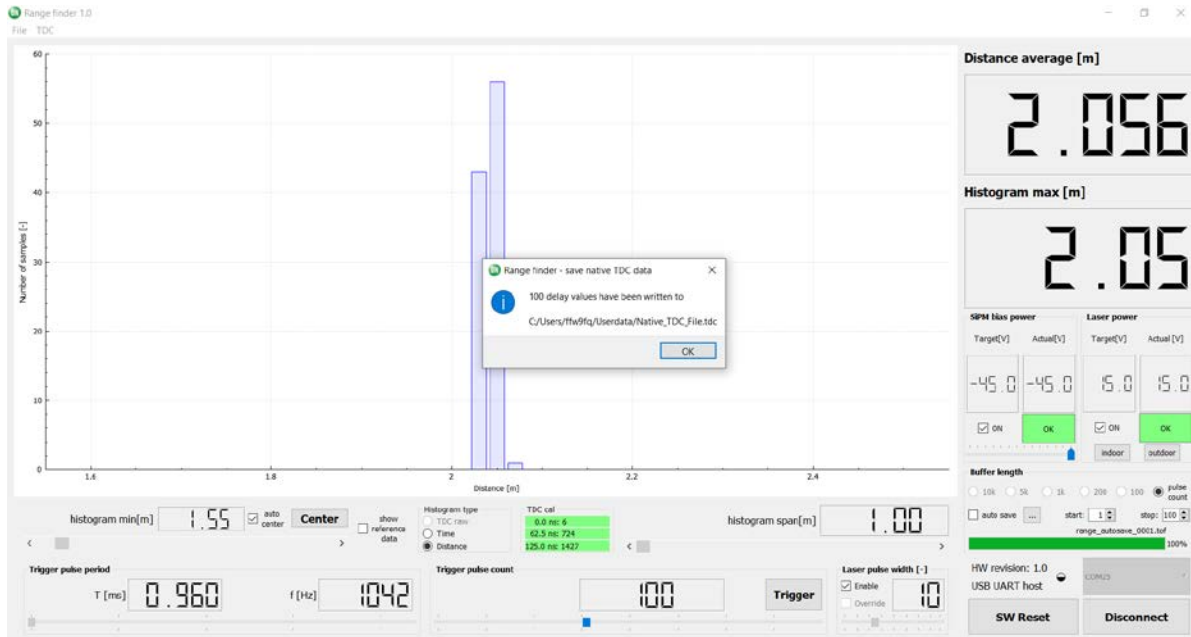 Range finder 1.0
File TDC
60
50
40
30
20
10
0
Number of samples [-]
1.6 1.8 2 2.2 2.4
Distance [m]
Range finder - save native TDC data
100 delay values have been written to
C:/Users/ffw9fq/Userdata/Native_TDC_File.tdc
OK
Distance average [m]
2.056
Histogram max [m]
2.05
SiPM bias power Laser power
Target[V] Actual[V] Target[V] Actual [V]
-45.0 -45.0 15.0 15.0
ON OK ON OK
indoor outdoor
Buffer length
10k 5k 1k 200 100 pulse count
auto save ... start: 1 stop: 100
range_autosave_0001.tof
100%
histogram min[m] 1.55 auto center Center
show reference data
Histogram type
TDC raw
Time
Distance
TDC cal
0.0 ns: 6
62.5 ns: 724
125.0 ns: 1427
histogram span[m] 1.00
Trigger pulse period
T [ms] 0.960 f [Hz] 1042
Trigger pulse count
100 Trigger
Laser pulse width [-]
Enable
Override
10
HW revision: 1.0
USB UART host
COM25
SW Reset Disconnect